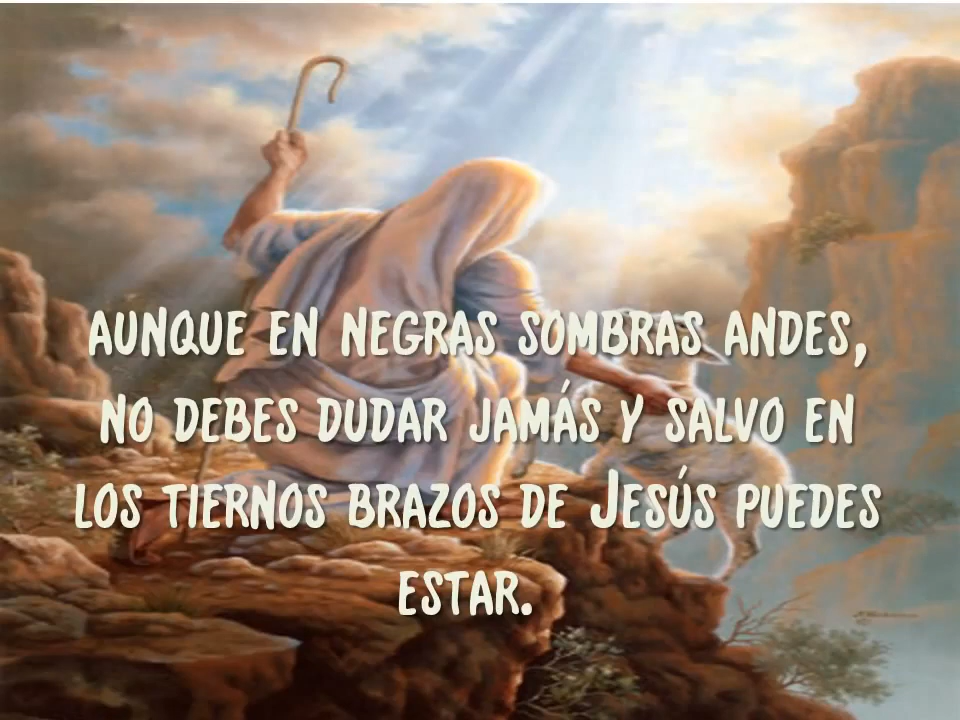 AUNQUE EN NEGRAS SOMBRAS ANDES,
NO DEBES DUDAR JAMÁS Y SALVO EN
LOS TIERNOS BRAZOS DE JESÚS PUEDES
ESTAR.